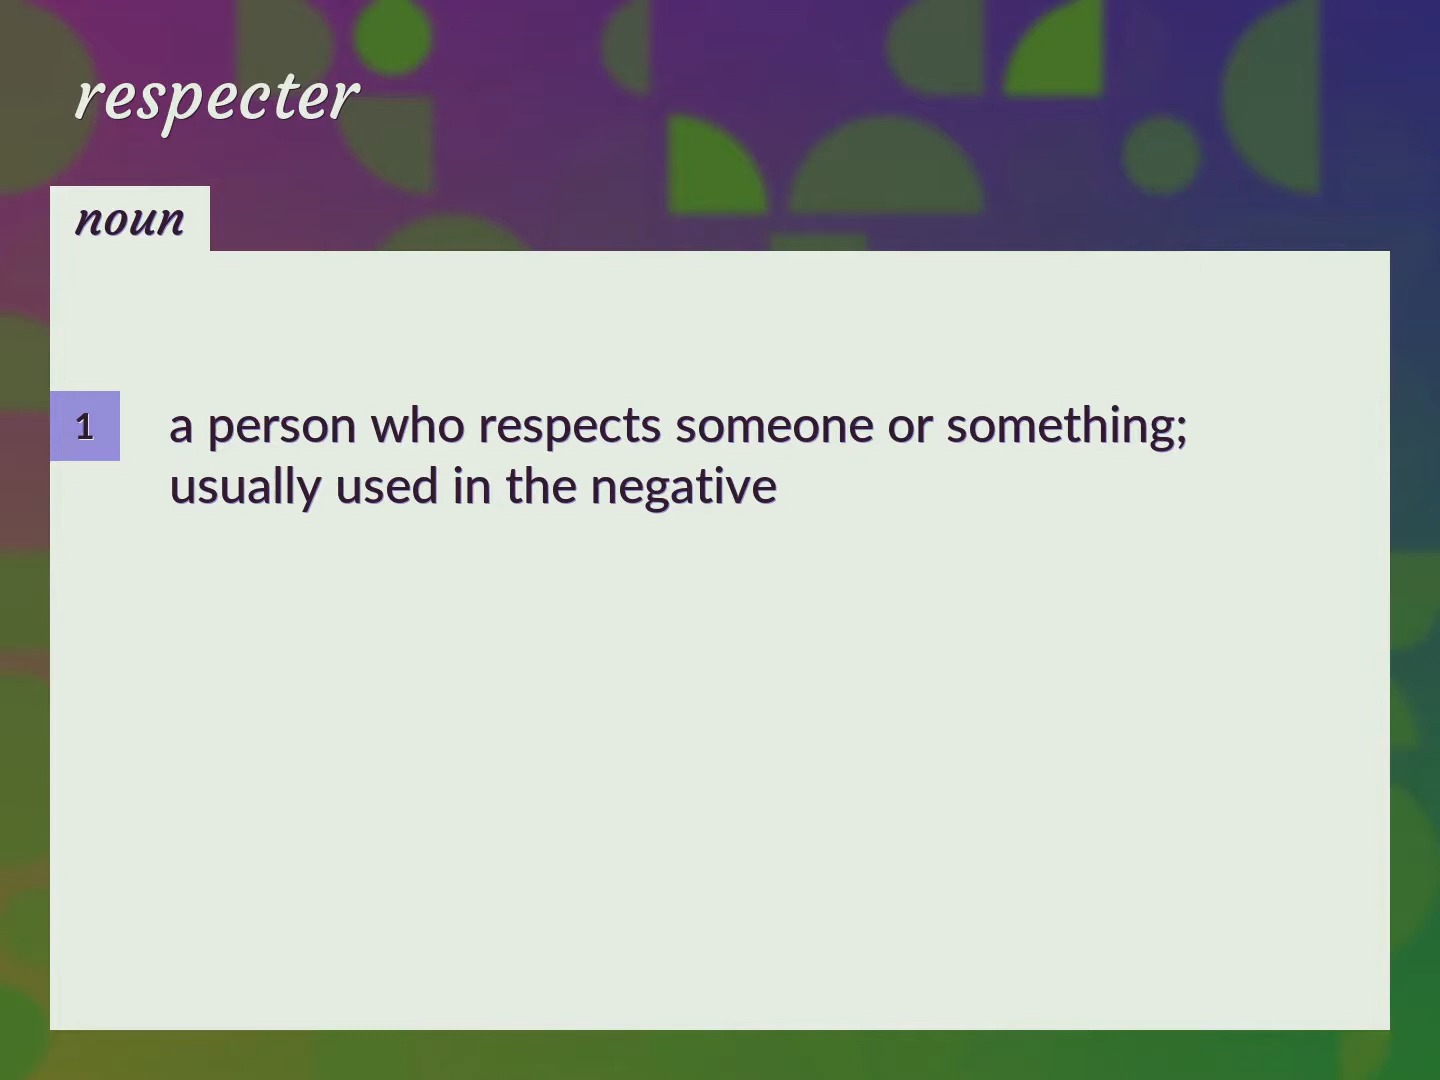 respecter
noun
1
a person who respects someone or something;
usually used in the negative